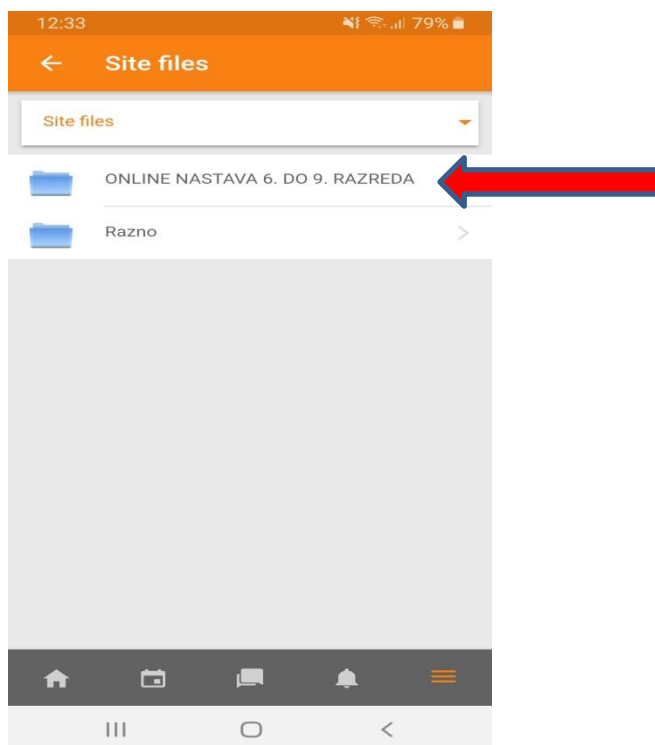 12:33 79%
Site files
Site files
ONLINE NASTAVA 6. DO 9. RAZREDA
Razno